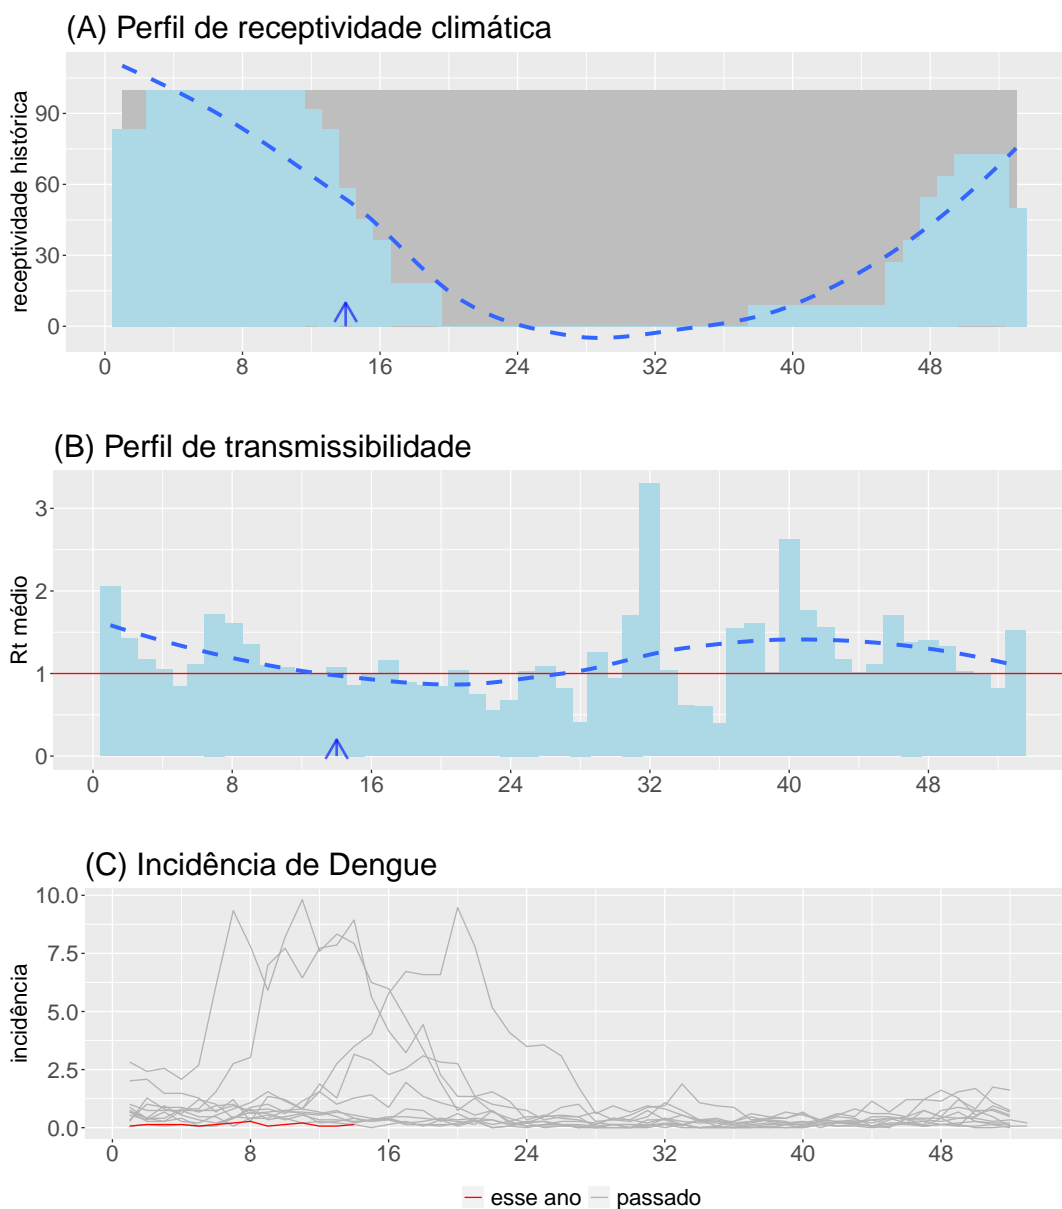 (A) Perfil de receptividade climática
receptividade histórica
90
60
30
0
0 8 16 24 32 40 48
(B) Perfil de transmissibilidade
Rt médio
3
2
1
0
0 8 16 24 32 40 48
(C) Incidência de Dengue
incidência
10.0
7.5
5.0
2.5
0.0
0 8 16 24 32 40 48
esse ano passado